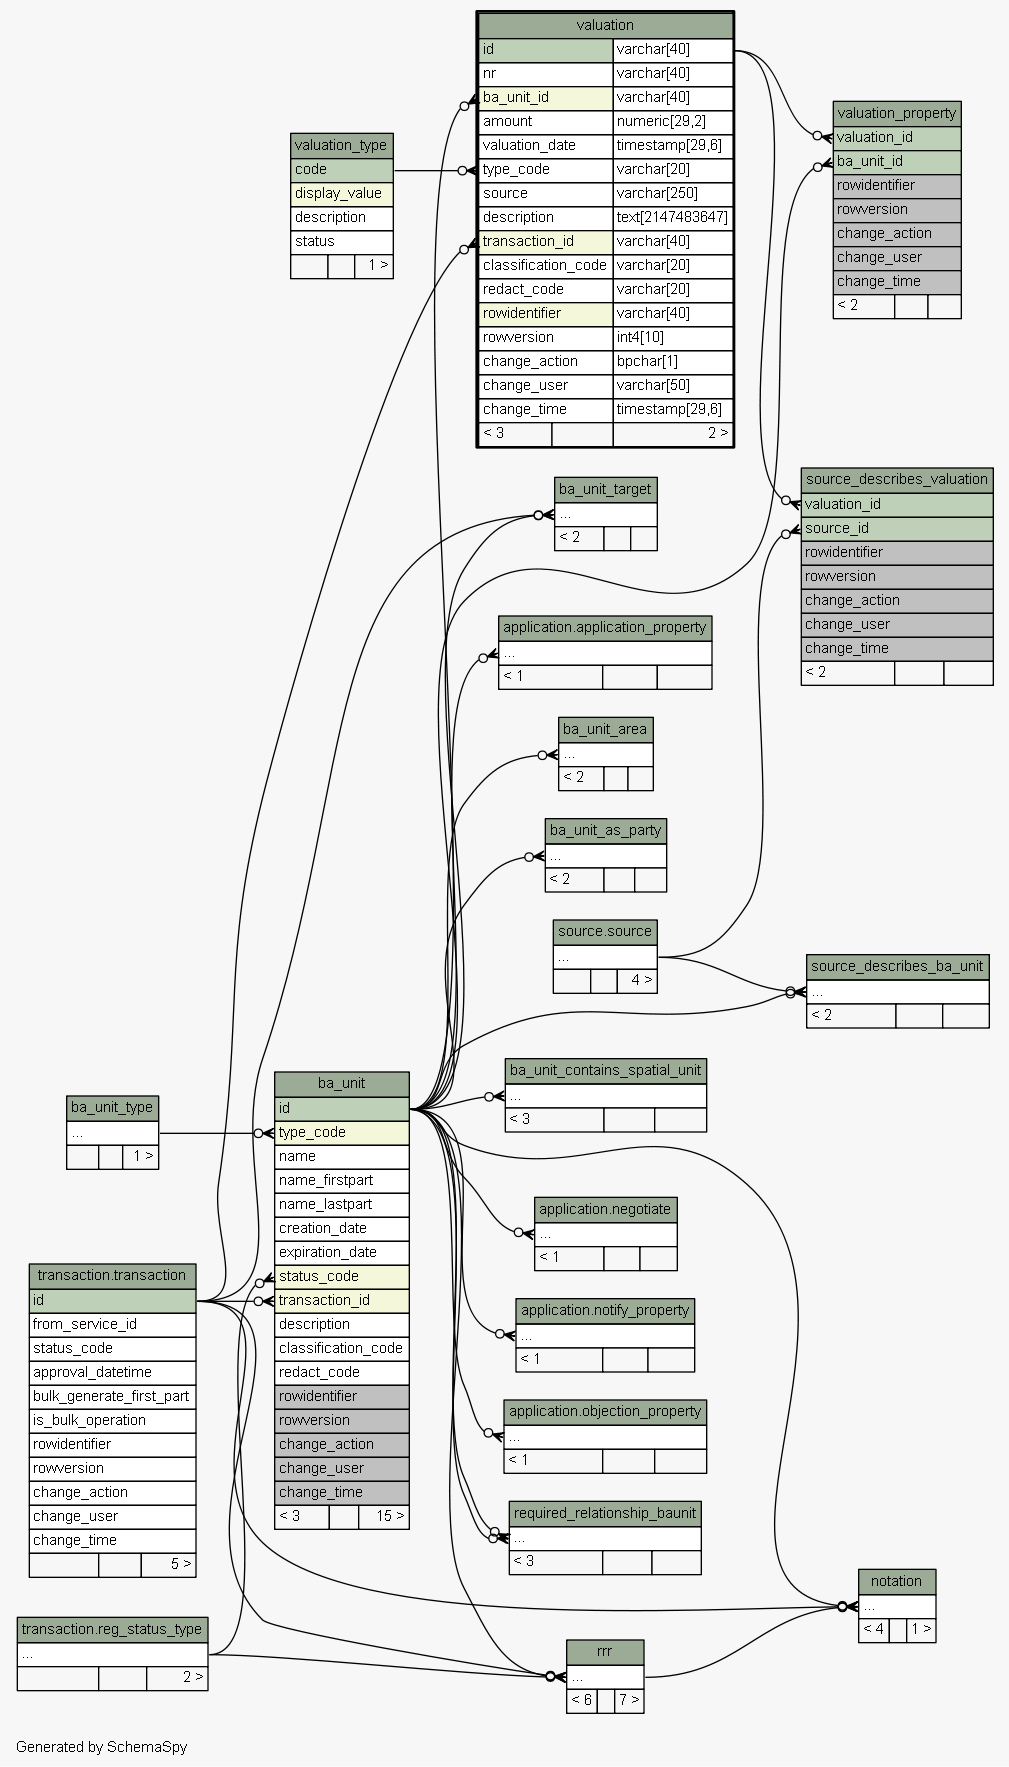 valuation
id varchar[40]
nr varchar[40]
ba_unit_id varchar[40]
amount numeric[29,2]
valuation_date timestamp[29,6]
type_code varchar[20]
source varchar[250]
description text[2147483647]
transaction_id varchar[40]
classification_code varchar[20]
redact_code varchar[20]
rowidentifier varchar[40]
rowversion int4[10]
change_action bpchar[1]
change_user varchar[50]
change_time timestamp[29,6]
< 3 2 >
valuation_property
valuation_id
ba_unit_id
rowidentifier
rowversion
change_action
change_user
change_time
< 2
valuation_type
code
display_value
description
status
1 >
source_describes_valuation
valuation_id
source_id
rowidentifier
rowversion
change_action
change_user
change_time
< 2
ba_unit_target
...
< 2
application.application_property
...
< 1
ba_unit_area
...
< 2
ba_unit_as_party
...
< 2
source.source
...
4 >
source_describes_ba_unit
...
< 2
ba_unit_contains_spatial_unit
...
< 3
ba_unit
id
type_code
name
name_firstpart
name_lastpart
creation_date
expiration_date
status_code
transaction_id
description
classification_code
redact_code
rowidentifier
rowversion
change_action
change_user
change_time
< 3 15 >
ba_unit_type
...
1 >
application.negotiate
...
< 1
transaction.transaction
id
from_service_id
status_code
approval_datetime
bulk_generate_first_part
is_bulk_operation
rowidentifier
rowversion
change_action
change_user
change_time
5 >
application.notify_property
...
< 1
application.objection_property
...
< 1
required_relationship_baunit
...
< 3
notation
...
< 4 1 >
transaction.reg_status_type
...
2 >
rrr
...
< 6 7 >
Generated by SchemaSpy